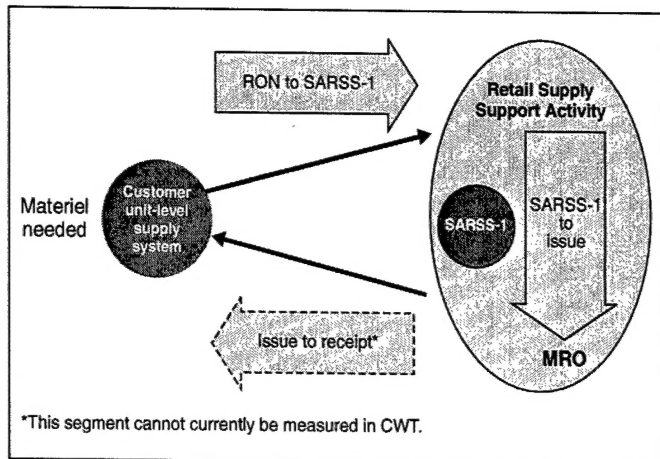 RON to SARSS-1
Retail Supply
Support Activity
Materiel
needed
Customer
unit-level
supply
system
SARSS-1
SARSS-1
to
issue
Issue to receipt*
MRO
*This segment cannot currently be measured in CWT.